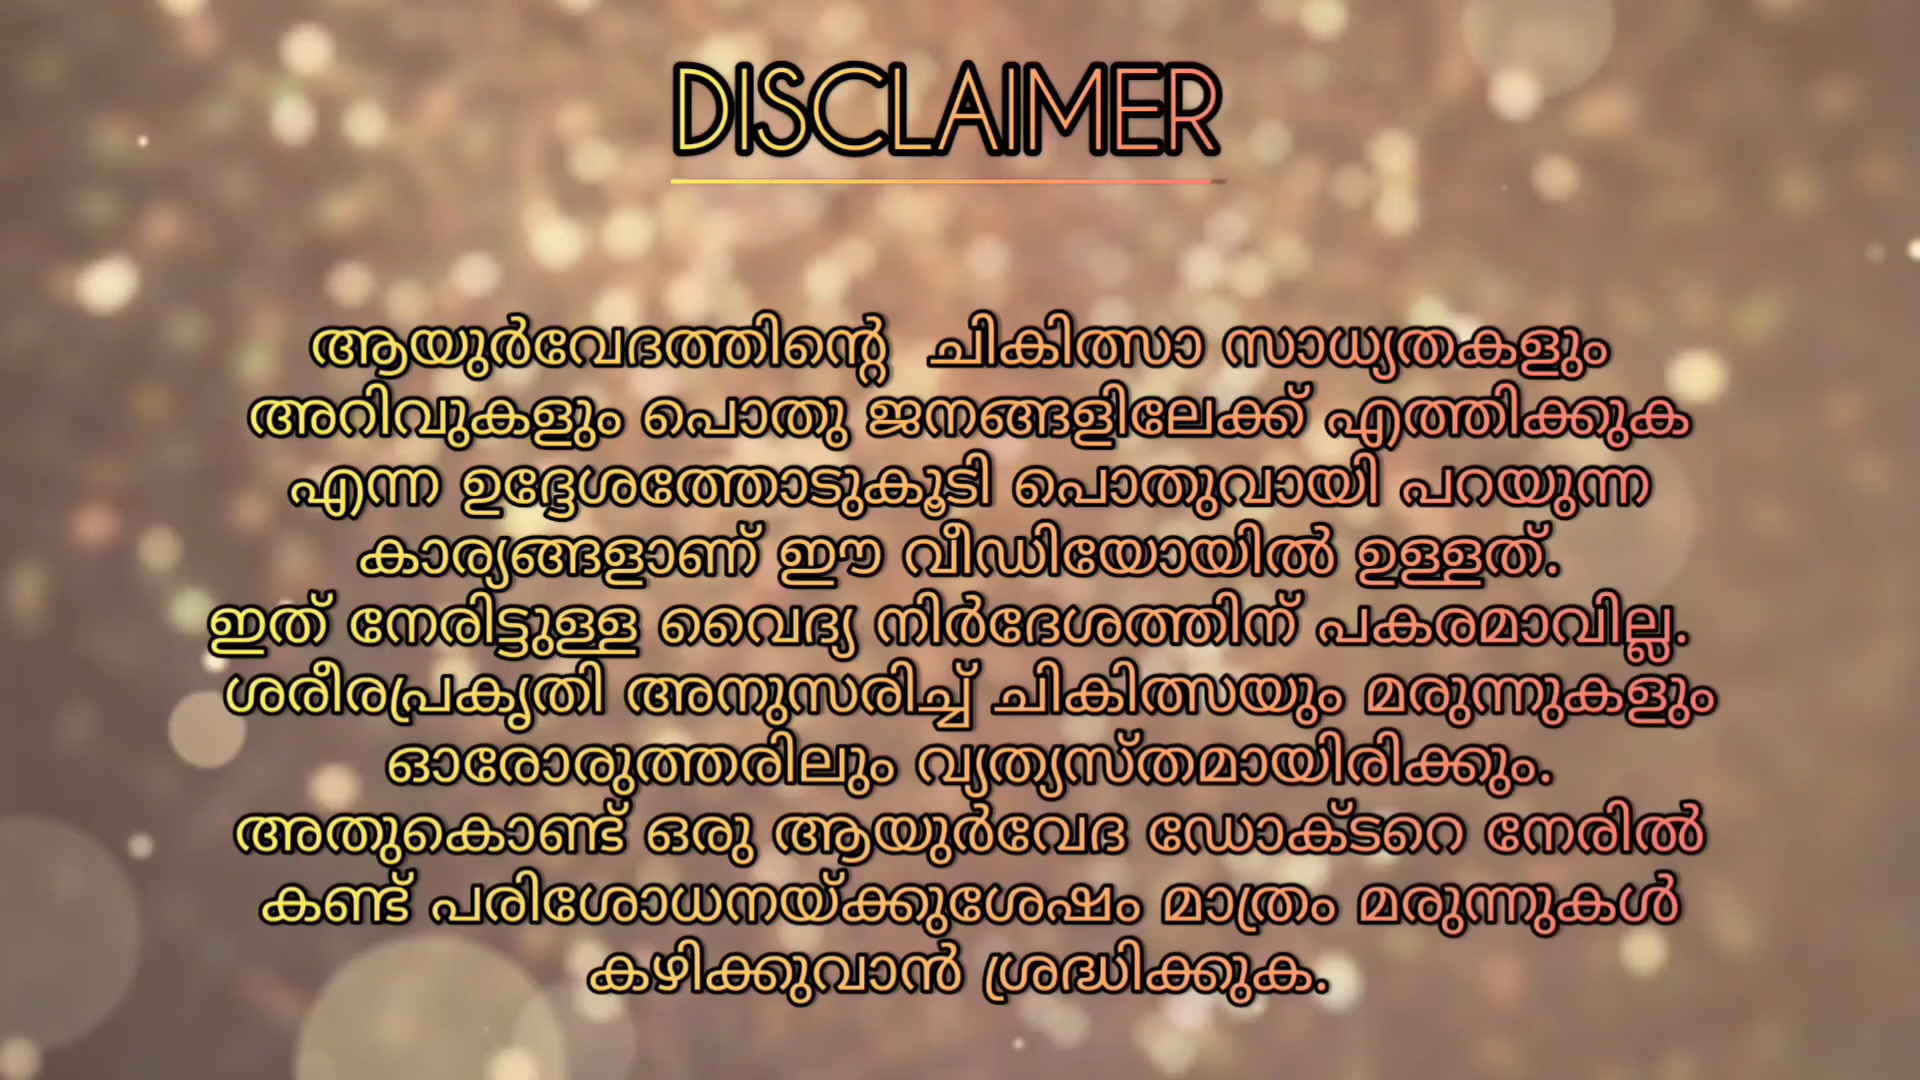 DISCLAIMER
ആയുർവേദത്തിന്റെ ചികിത്സാ സാധ്യതകളും
അറിവുകളും പൊതു ജനങ്ങളിലേക്ക് എത്തിക്കുക
എന്ന ഉദ്ദേശത്തോടുകൂടി പൊതുവായി പറയുന്ന
കാര്യങ്ങളാണ് ഈ വീഡിയോയിൽ ഉള്ളത്.
ഇത് നേരിട്ടുള്ള വൈദ്യ നിർദേശത്തിന് പകരമാവില്ല.
ശരീരപ്രകൃതി അനുസരിച്ച് ചികിത്സയും മരുന്നുകളും
ഓരോരുത്തരിലും വ്യത്യസ്തമായിരിക്കും.
അതുകൊണ്ട് ഒരു ആയുർവേദ ഡോക്ടറെ നേരിൽ
കണ്ട് പരിശോധനയ്ക്കുശേഷം മാത്രം മരുന്നുകൾ
കഴിക്കുവാൻ ശ്രദ്ധിക്കുക.